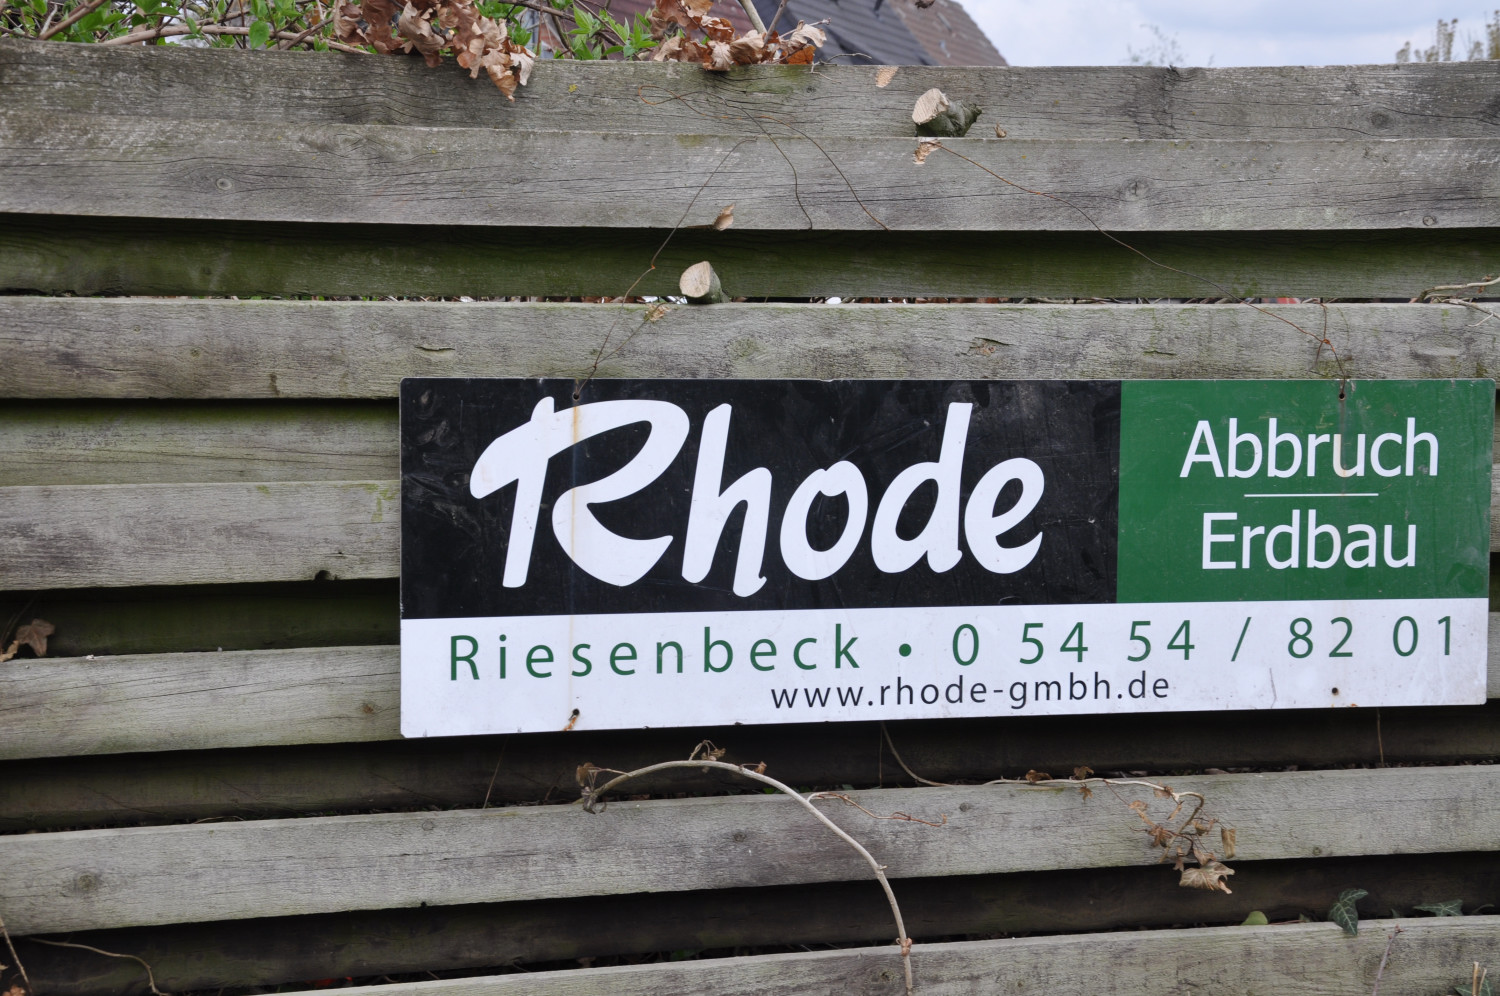 Rhode
Abbruch
Erdbau
Riesenbeck • 0 54 54 / 82 01
www.rhode-gmbh.de